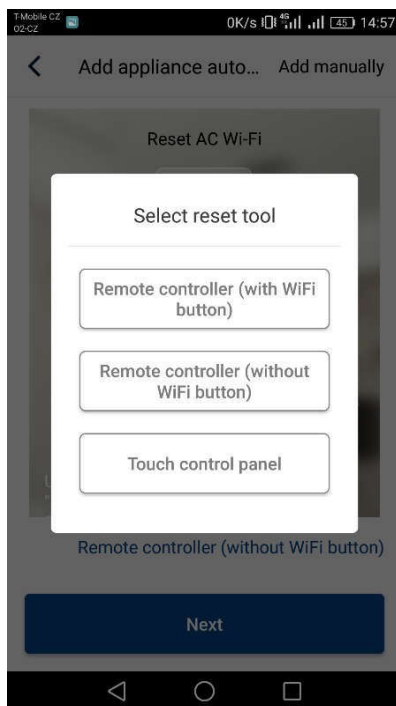 T-Mobile CZ
O2-CZ
0K/s 4G 45 14:57
Add appliance auto... Add manually
Reset AC Wi-Fi
Select reset tool
Remote controller (with WiFi
button)
Remote controller (without
WiFi button)
Touch control panel
Remote controller (without WiFi button)
Next